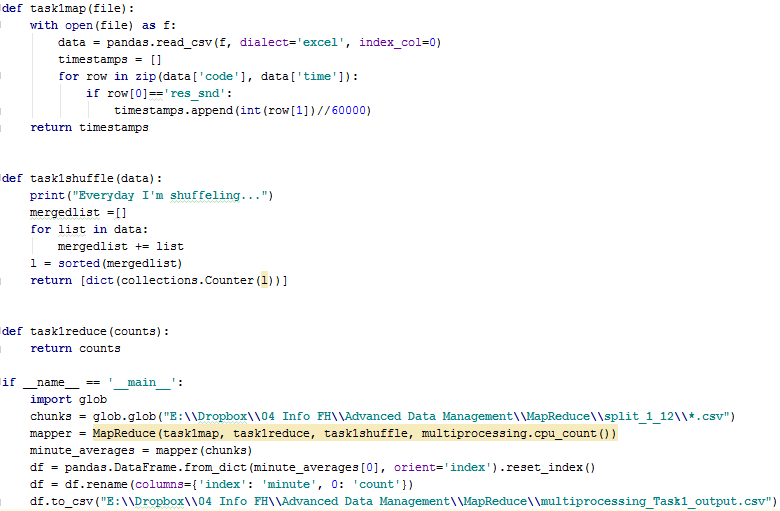 def task1map(file):
    with open(file) as f:
        data = pandas.read_csv(f, dialect='excel', index_col=0)
        timestamps = []
        for row in zip(data['code'], data['time']):
            if row[0]=='res_snd':
                timestamps.append(int(row[1])//60000)
    return timestamps
def task1shuffle(data):
    print("Everyday I'm shuffeling...")
    mergedlist =[]
    for list in data:
        mergedlist += list
    l = sorted(mergedlist)
    return [dict(collections.Counter(l))]
def task1reduce(counts):
    return counts
if __name__ == '__main__':
    import glob
    chunks = glob.glob("E:\\Dropbox\\04 Info FH\\Advanced Data Management\\MapReduce\\split_1_12\\*.csv")
    mapper = MapReduce(task1map, task1reduce, task1shuffle, multiprocessing.cpu_count())
    minute_averages = mapper(chunks)
    df = pandas.DataFrame.from_dict(minute_averages[0], orient='index').reset_index()
    df = df.rename(columns={'index': 'minute', 0: 'count'})
    df.to_csv("E:\\Dropbox\\04 Info FH\\Advanced Data Management\\MapReduce\\multiprocessing_Task1_output.csv")